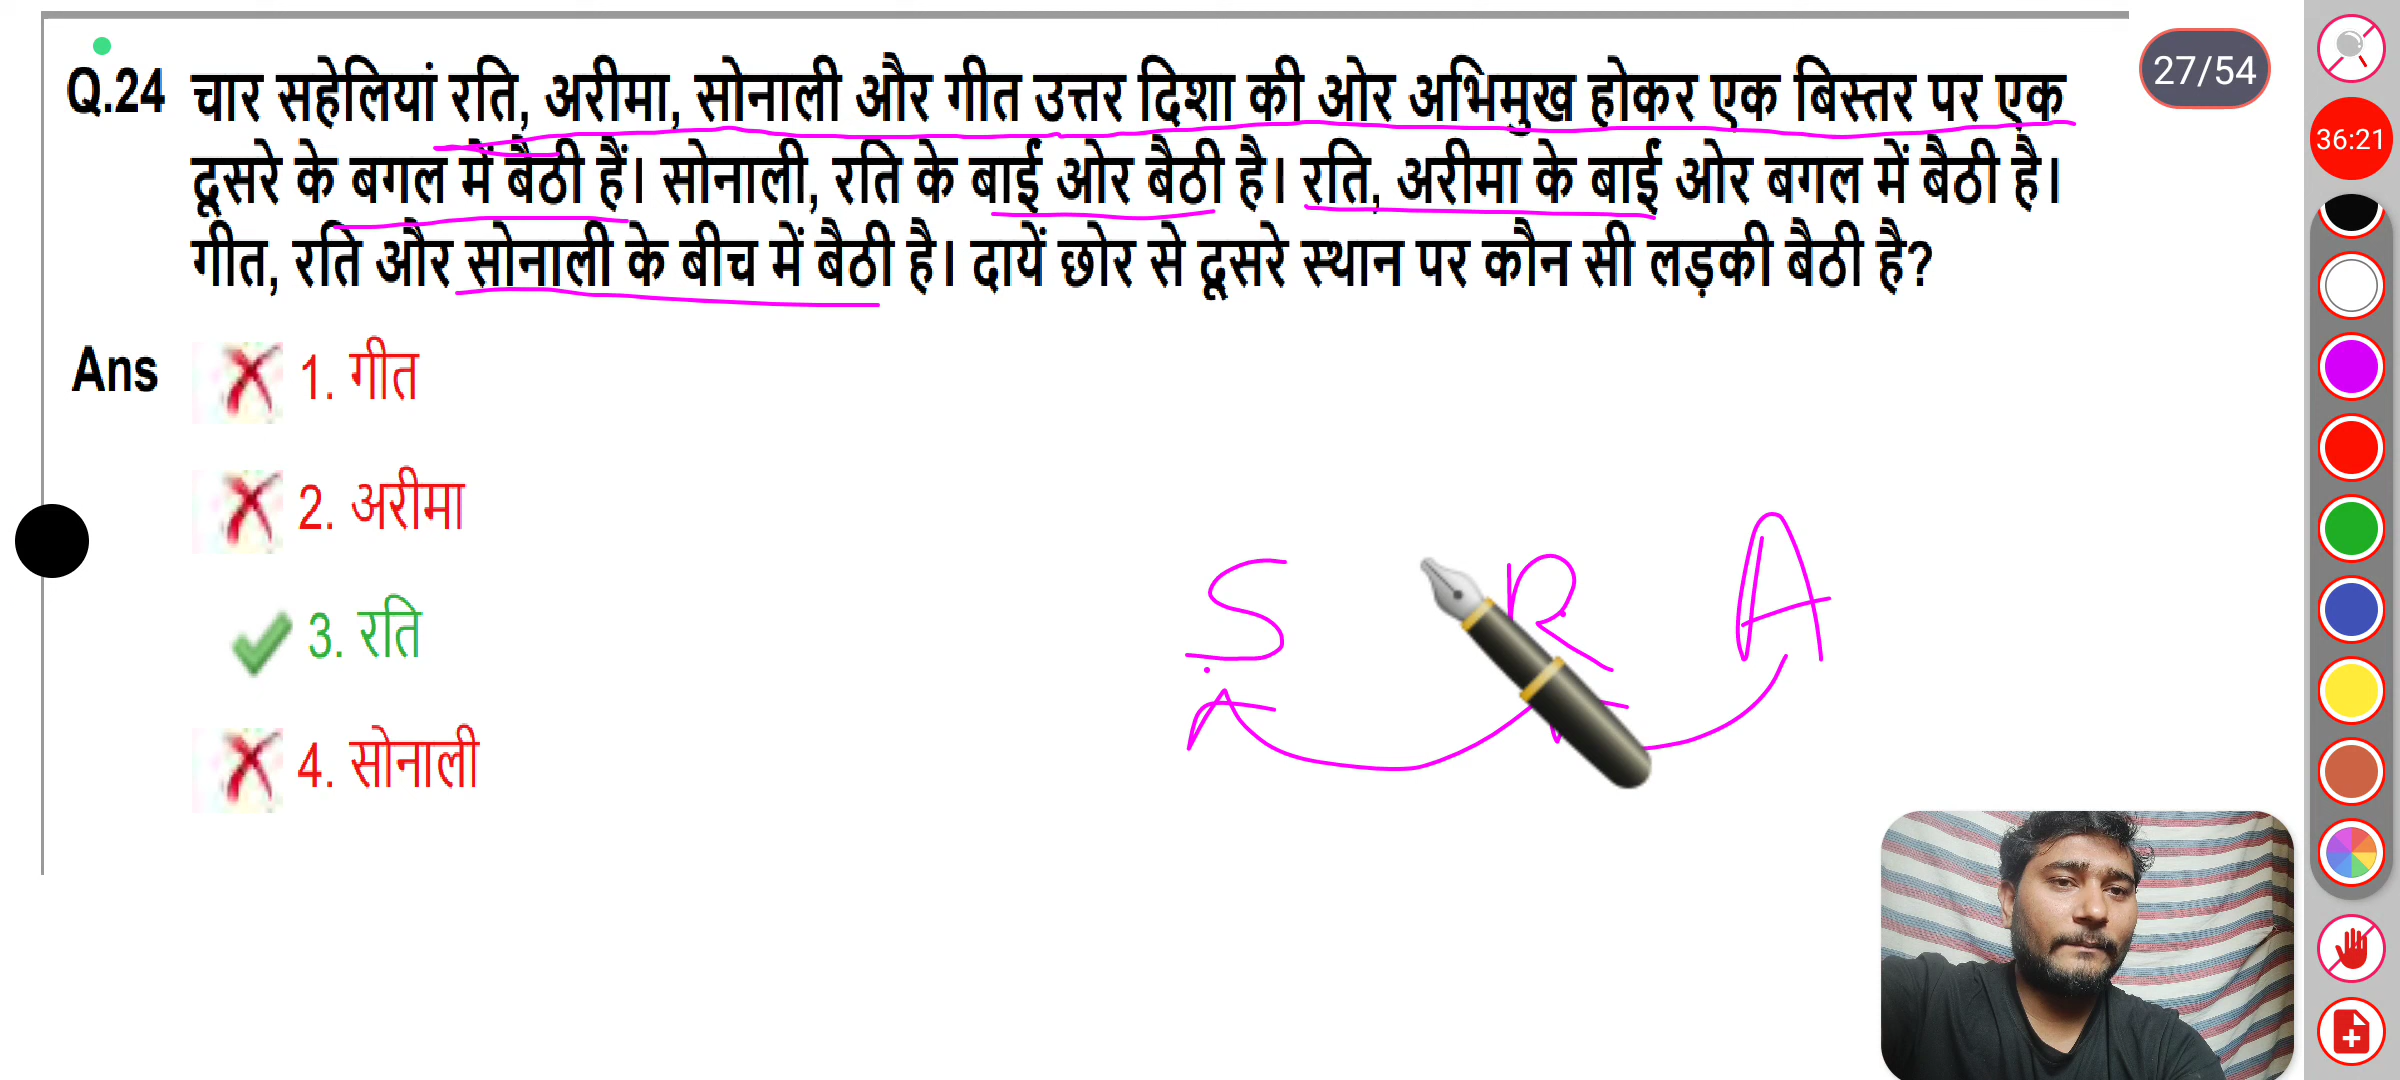 27/54
36:21
Q.24 चार सहेलियां रति, अरीमा, सोनाली और गीत उत्तर दिशा की ओर अभिमुख होकर एक बिस्तर पर एक
दूसरे के बगल में बैठी हैं। सोनाली, रति के बाईं ओर बैठी है। रति, अरीमा के बाईं ओर बगल में बैठी है।
गीत, रति और सोनाली के बीच में बैठी है। दायें छोर से दूसरे स्थान पर कौन सी लड़की बैठी है?
Ans 1. गीत
2. अरीमा
3. रति
4. सोनाली
S R A